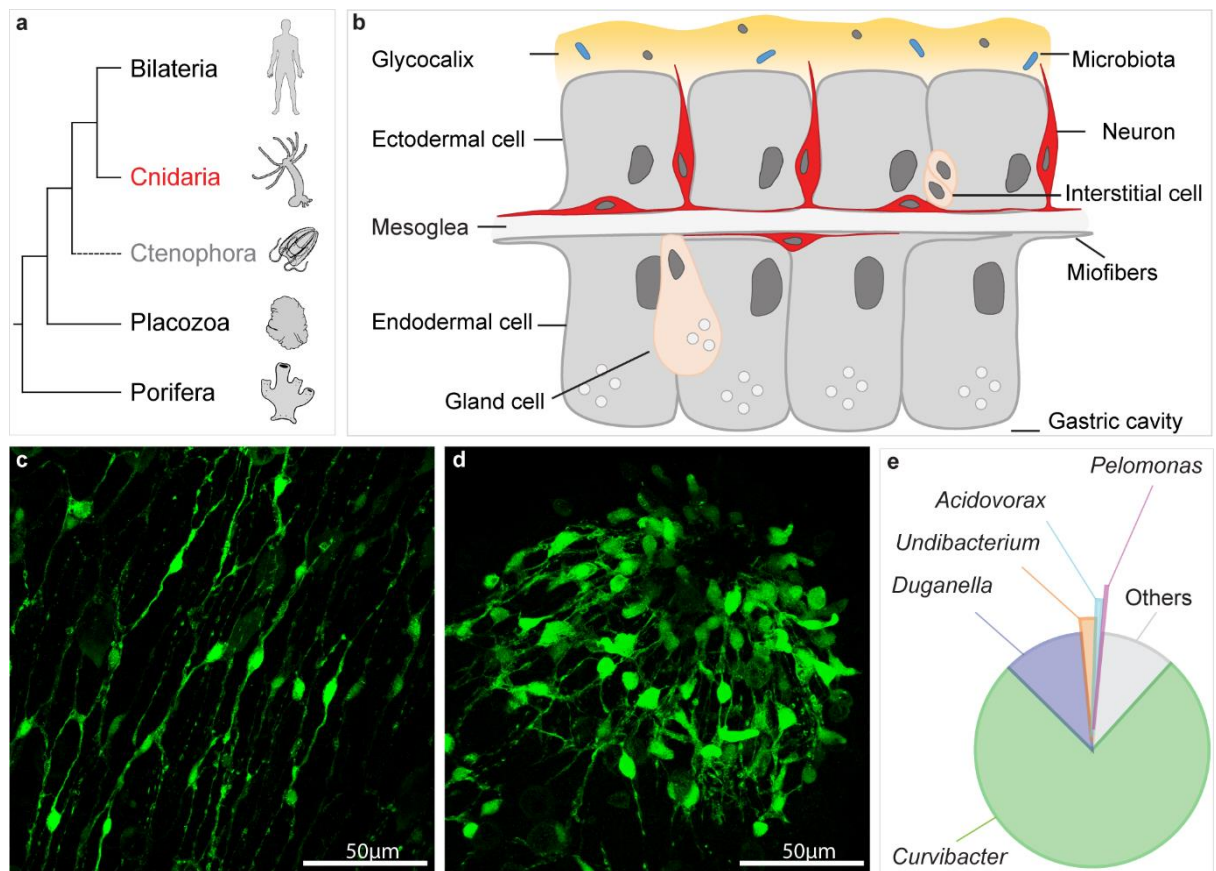 a
Bilateria
Cnidaria
Ctenophora
Placozoa
Porifera
b
Glycocalix
Microbiota
Ectodermal cell
Neuron
Interstitial cell
Mesoglea
Miofibers
Endodermal cell
Gland cell
Gastric cavity
c
50µm
d
50µm
e
Pelomonas
Acidovorax
Undibacterium
Duganella
Others
Curvibacter